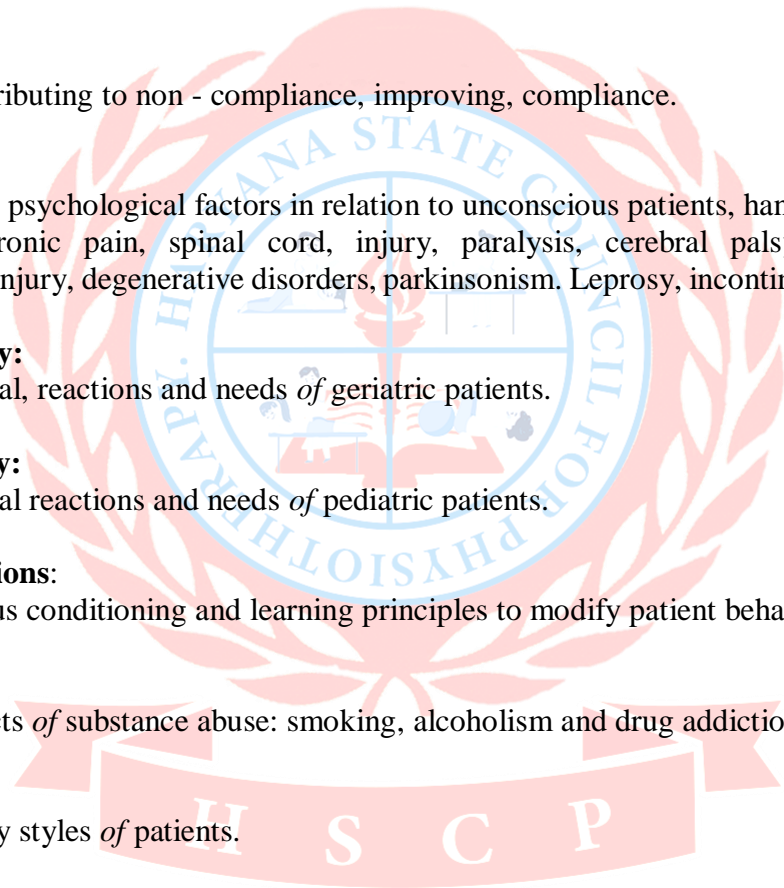 ributing to non - compliance, improving, compliance.
psychological factors in relation to unconscious patients, han
ronic pain, spinal cord, injury, paralysis, cerebral pals
njury, degenerative disorders, parkinsonism. Leprosy, incontin
y:
al, reactions and needs of geriatric patients.
y:
al reactions and needs of pediatric patients.
ions:
us conditioning and learning principles to modify patient beha
cts of substance abuse: smoking, alcoholism and drug addictio
y styles of patients.
HARYANA STATE COUNCIL FOR PHYSIOTHERAPY.
H S C P